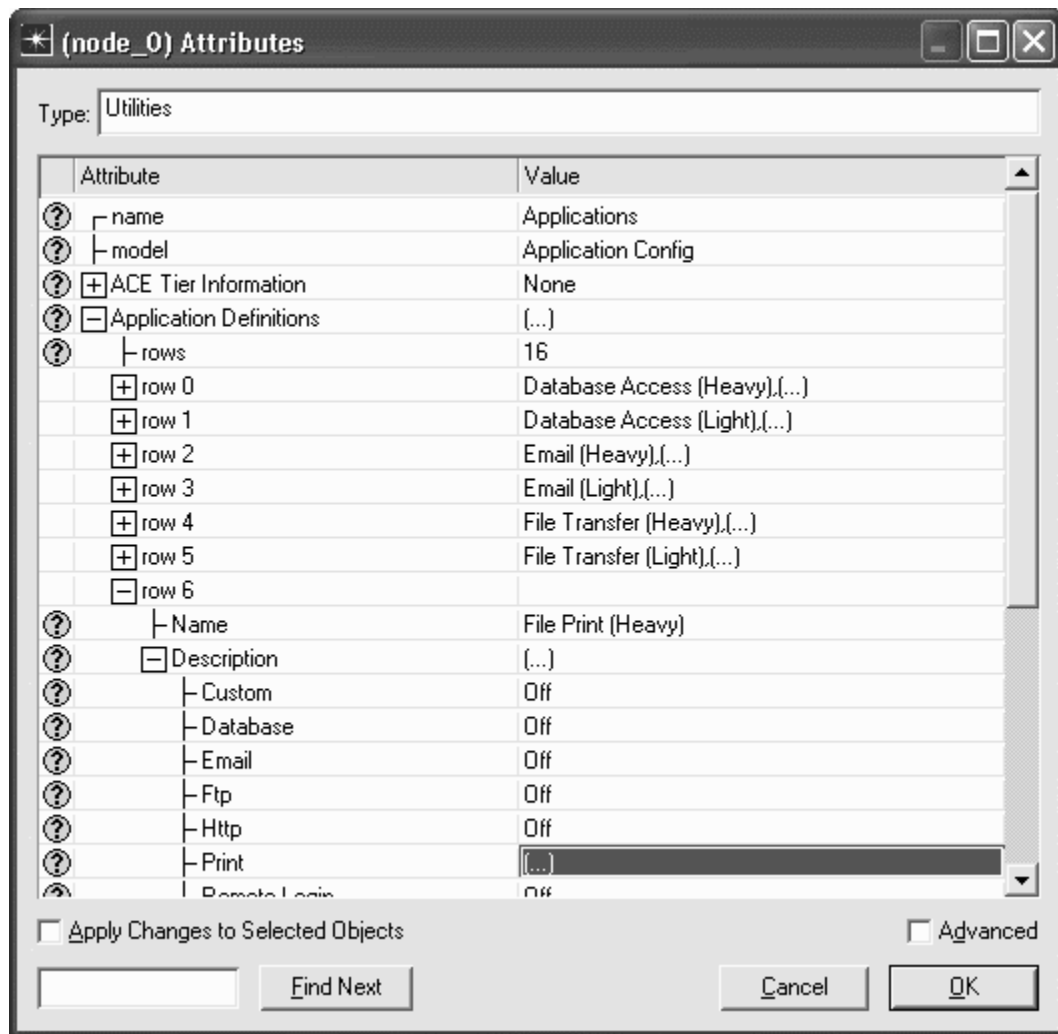 (node_0) Attributes
Type: Utilities
Attribute Value
name Applications
model Application Config
ACE Tier Information None
Application Definitions (...)
rows 16
row 0 Database Access (Heavy),(...)
row 1 Database Access (Light),(...)
row 2 Email (Heavy),(...)
row 3 Email (Light),(...)
row 4 File Transfer (Heavy),(...)
row 5 File Transfer (Light),(...)
row 6
Name File Print (Heavy)
Description (...)
Custom Off
Database Off
Email Off
Ftp Off
Http Off
Print (...)
Remote Login Off
Apply Changes to Selected Objects Advanced
Find Next Cancel OK